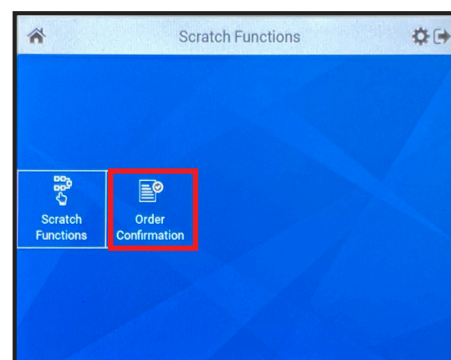 Scratch Functions
Scratch
Functions
Order
Confirmation